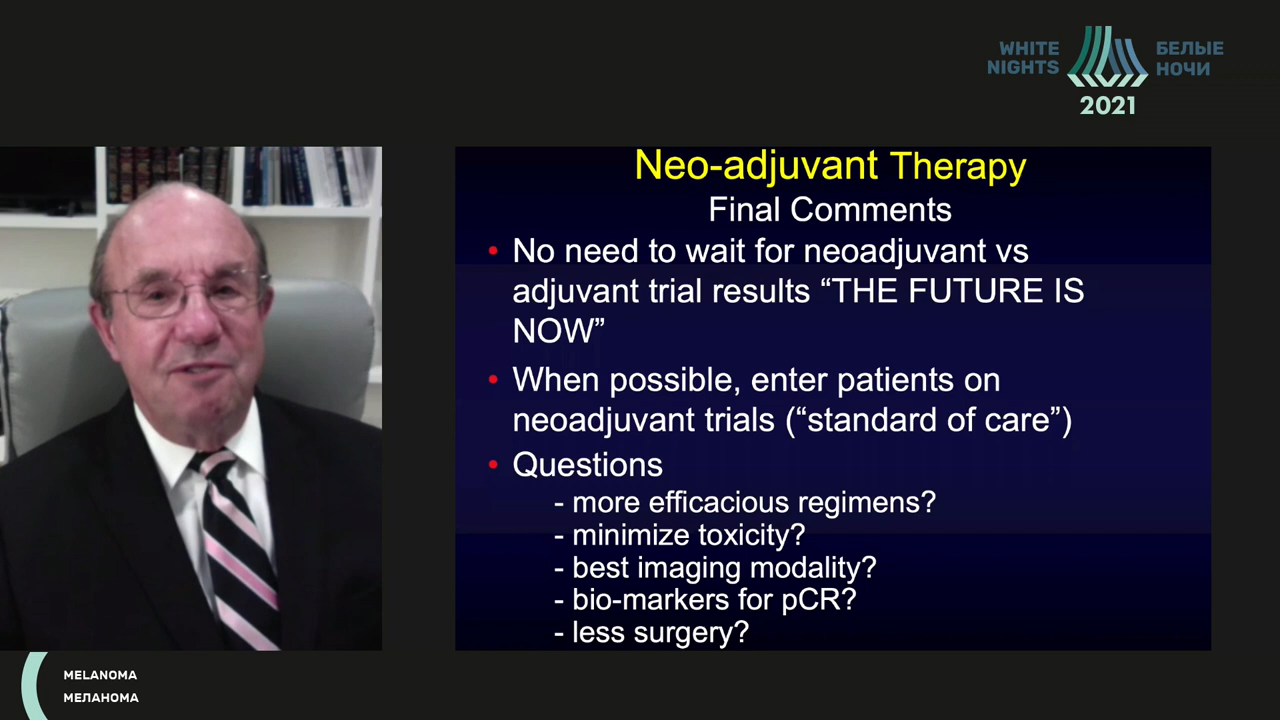 WHITE
NIGHTS
БЕЛЫЕ
НОЧИ
2021
Neo-adjuvant Therapy
Final Comments
• No need to wait for neoadjuvant vs
adjuvant trial results “THE FUTURE IS
NOW”
• When possible, enter patients on
neoadjuvant trials (“standard of care”)
• Questions
- more efficacious regimens?
- minimize toxicity?
- best imaging modality?
- bio-markers for pCR?
- less surgery?
MELANOMA
МЕЛАНОМА